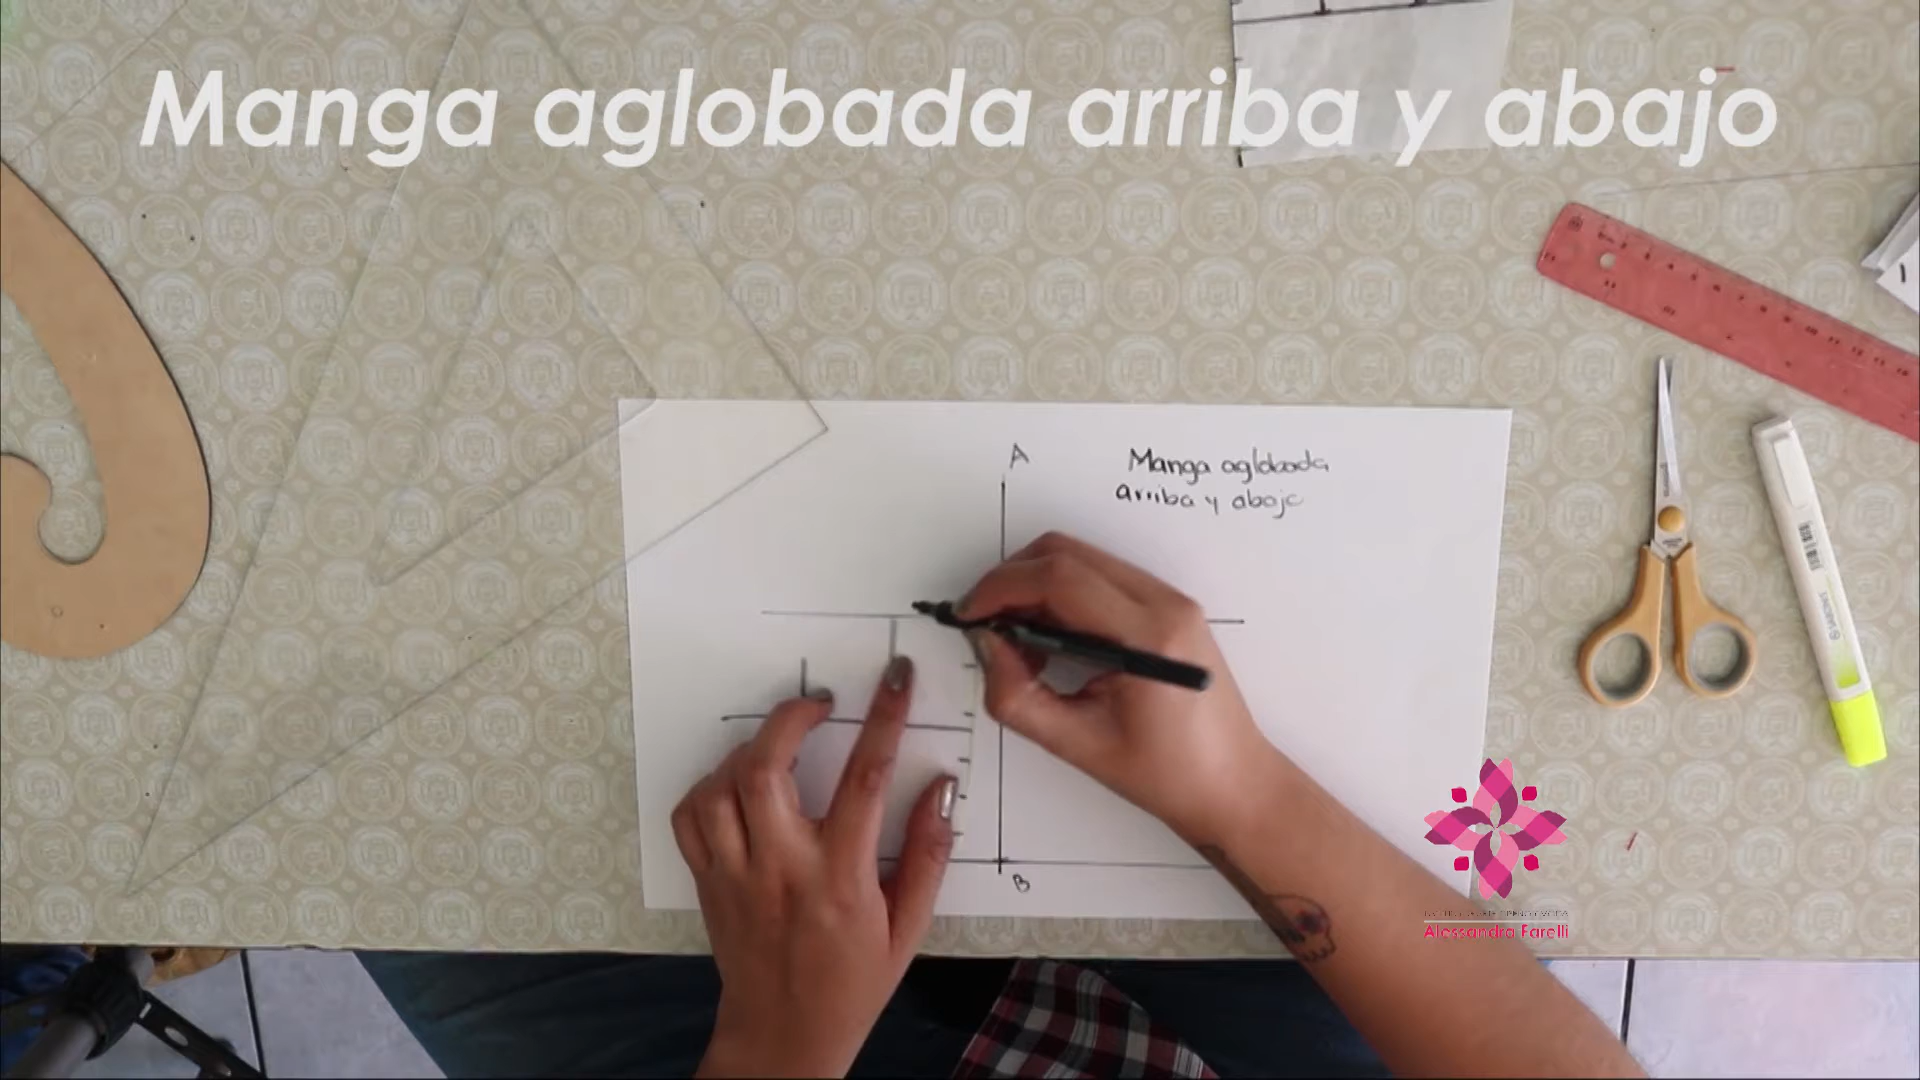 Manga aglobada arriba y abajo
A
Manga aglobada
arriba y abajo
B
Alessandra Farelli